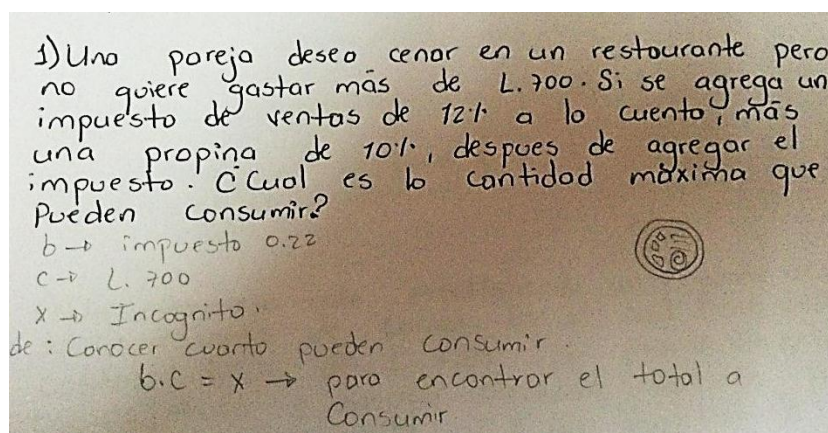 1) Una pareja desea cenar en un restaurante pero
no quiere gastar más de L. 700. Si se agrega un
impuesto de ventas de 12% a la cuenta, más
una propina de 10%, despues de agregar el
impuesto. ¿Cual es la cantidad máxima que
Pueden consumir?
b → impuesto 0.22
c → L. 700
x → Incognito.
de: Conocer cuanto pueden consumir.
b.c = x → para encontrar el total a
Consumir